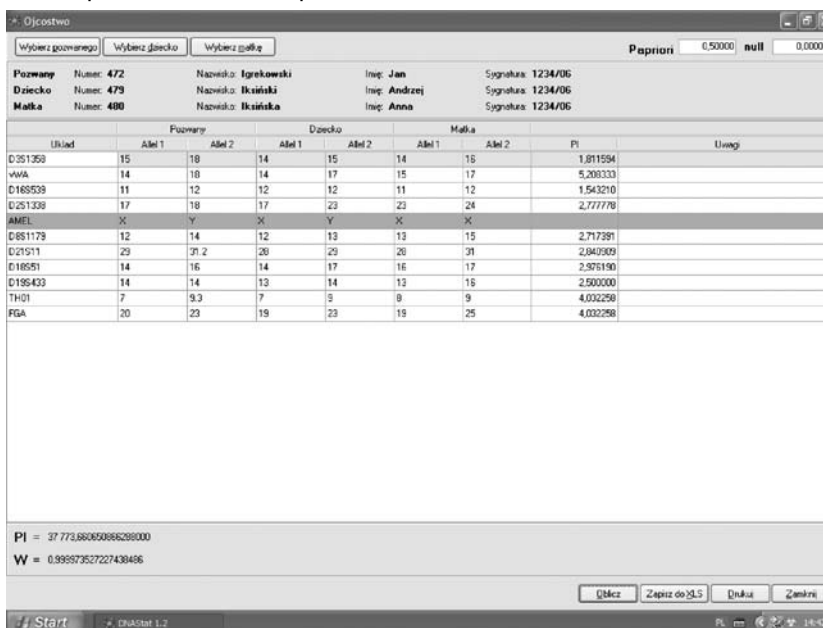 Ojcostwo
Wybierz pozwanego Wybierz dziecko Wybierz matkę Papriori 0,50000 null 0,0000
Pozwany Numer: 472 Nazwisko: Igrekowski Imię: Jan Sygnatura: 1234/06
Dziecko Numer: 479 Nazwisko: Iksiński Imię: Andrzej Sygnatura: 1234/06
Matka Numer: 480 Nazwisko: Iksińska Imię: Anna Sygnatura: 1234/06
Pozwany Dziecko Matka
Układ Allel 1 Allel 2 Allel 1 Allel 2 Allel 1 Allel 2 PI Uwagi
D3S1358 15 18 14 15 14 16 1,811594
vWA 14 18 14 17 15 17 5,208333
D16S539 11 12 12 12 11 12 1,543210
D2S1338 17 18 17 23 23 24 2,777778
AMEL X Y X Y X X
D8S1179 12 14 12 13 13 15 2,717391
D21S11 29 31.2 28 29 28 31 2,840909
D18S51 14 16 14 17 16 17 2,976190
D19S433 14 14 13 14 13 16 2,500000
TH01 7 9.3 7 9 8 9 4,032258
FGA 20 23 19 23 19 25 4,032258
PI = 37 773,660650866288000
W = 0,999973527227438486
Oblicz Zapisz do XLS Drukuj Zamknij
Start DNAStat 1.2 PL